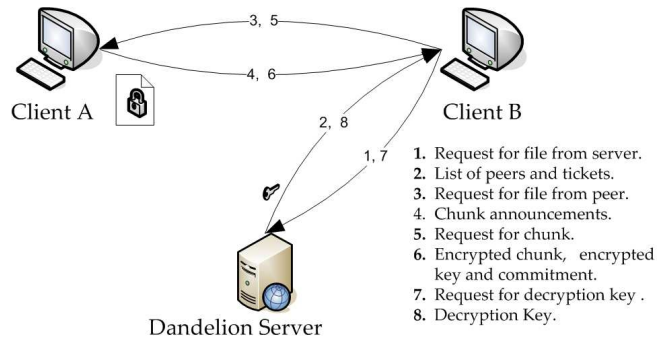 3, 5
4, 6
Client A
Client B
2, 8
1, 7
Dandelion Server
1. Request for file from server.
2. List of peers and tickets.
3. Request for file from peer.
4. Chunk announcements.
5. Request for chunk.
6. Encrypted chunk, encrypted
key and commitment.
7. Request for decryption key .
8. Decryption Key.